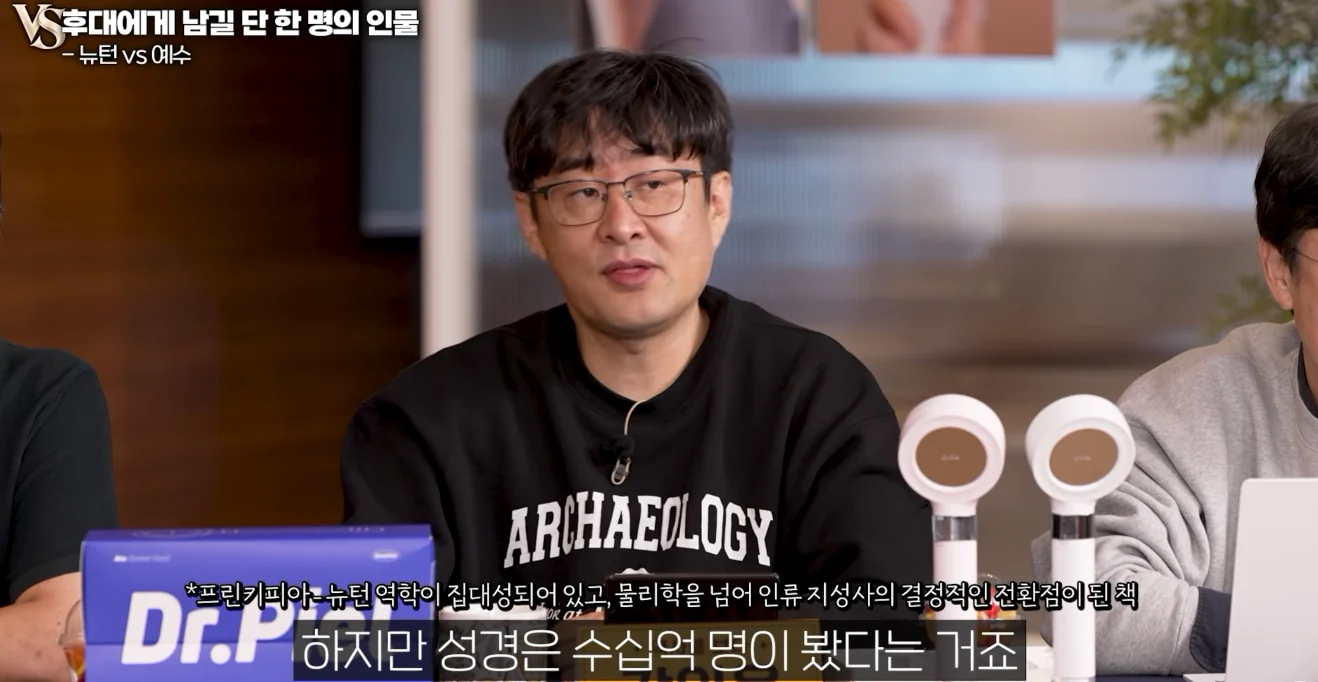 VS 후대에게 남길 단 한 명의 인물
- 뉴턴 vs 예수
ARCHAEOLOGY
Dr.Piel
*프린키피아- 뉴턴 역학이 집대성되어 있고, 물리학을 넘어 인류 지성사의 결정적인 전환점이 된 책
하지만 성경은 수십억 명이 봤다는 거죠